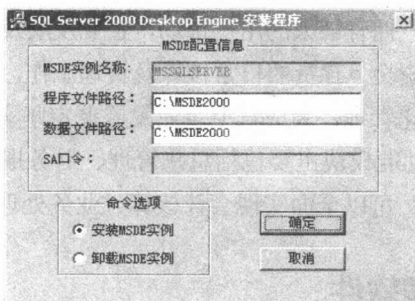 SQL Server 2000 Desktop Engine 安装程序
MSDE配置信息
MSDE实例名称:
MSSQLSERVER
程序文件路径:
C:\MSDE2000
数据文件路径:
C:\MSDE2000
SA口令:
命令选项
安装MSDE实例
卸载MSDE实例
确定
取消